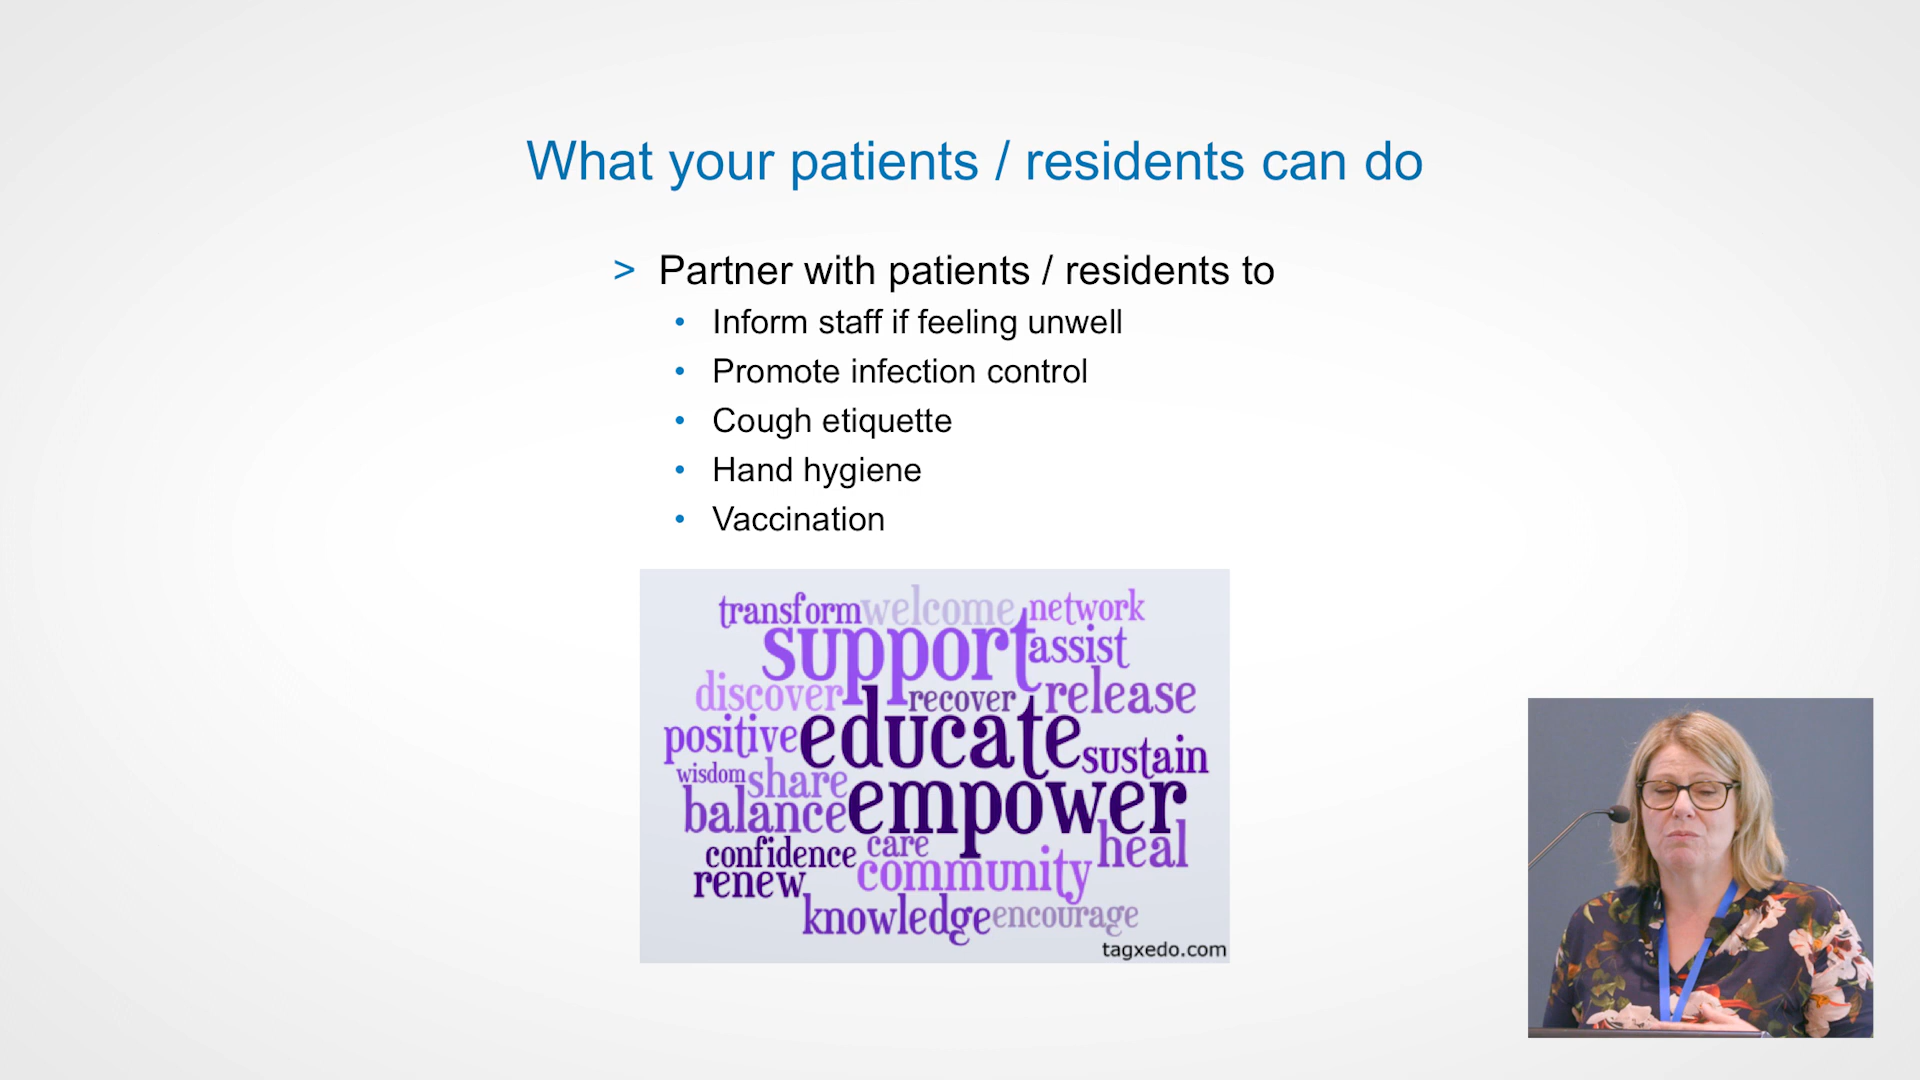 What your patients / residents can do
> Partner with patients / residents to
• Inform staff if feeling unwell
• Promote infection control
• Cough etiquette
• Hand hygiene
• Vaccination
transform welcome network
support assist
discover recover release
positive educate sustain
wisdom share
balance empower
confidence care heal
renew community
knowledge encourage
tagxedo.com